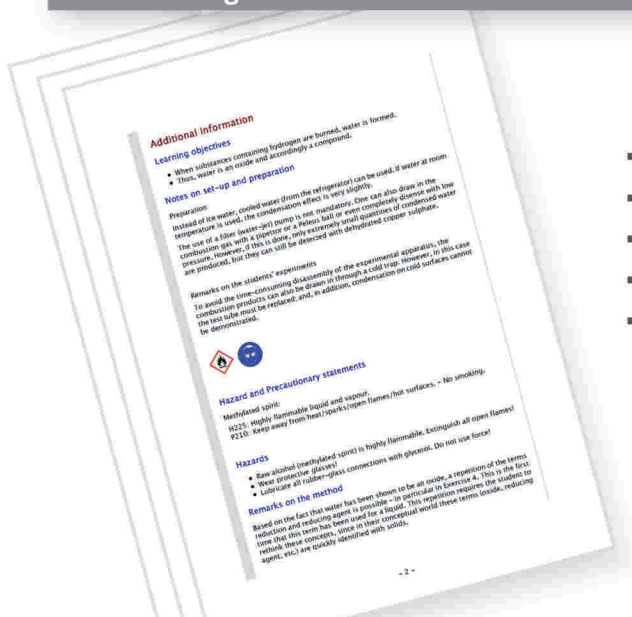 Additional Information
Learning objectives
• When substances containing hydrogen are burned, water is formed.
• Thus, water is an oxide and accordingly a compound.
Notes on set-up and preparation
Preparation
Instead of ice water, cooled water (from the refrigerator) can be used. If water at room
temperature is used, the condensation effect is very slightly.
The use of a filter (water-jet) pump is not mandatory. One can also draw in the
combustion gas with a pipettor or a Peleus ball or even completely disense with low
pressure. However, if this is done, only extremely small quantities of condensed water
are produced, but they can still be detected with dehydrated copper sulphate.
Remarks on the students' experiments
To avoid the time-consuming disassembly of the experimental apparatus, the
combustion products can also be drawn in through a cold trap. However, in this case
the test tube must be replaced; and, in addition, condensation on cold surfaces cannot
be demonstrated.
Hazard and Precautionary statements
Methylated spirit:
H225: Highly flammable liquid and vapour.
P210: Keep away from heat/sparks/open flames/hot surfaces. - No smoking.
Hazards
• Raw alcohol (methylated spirit) is highly flammable. Extinguish all open flames!
• Wear protective glasses!
• Lubricate all rubber-glass connections with glycerol. Do not use force!
Remarks on the method
Based on the fact that water has been shown to be an oxide, a repetition of the terms
reduction and reducing agent is possible - in particular in Exercise 4. This is the first
time that this term has been used for a liquid. This repetition requires the student to
rethink these concepts, since in their conceptual world these terms (oxide, reducing
agent, etc.) are quickly identified with solids.
- 2 -